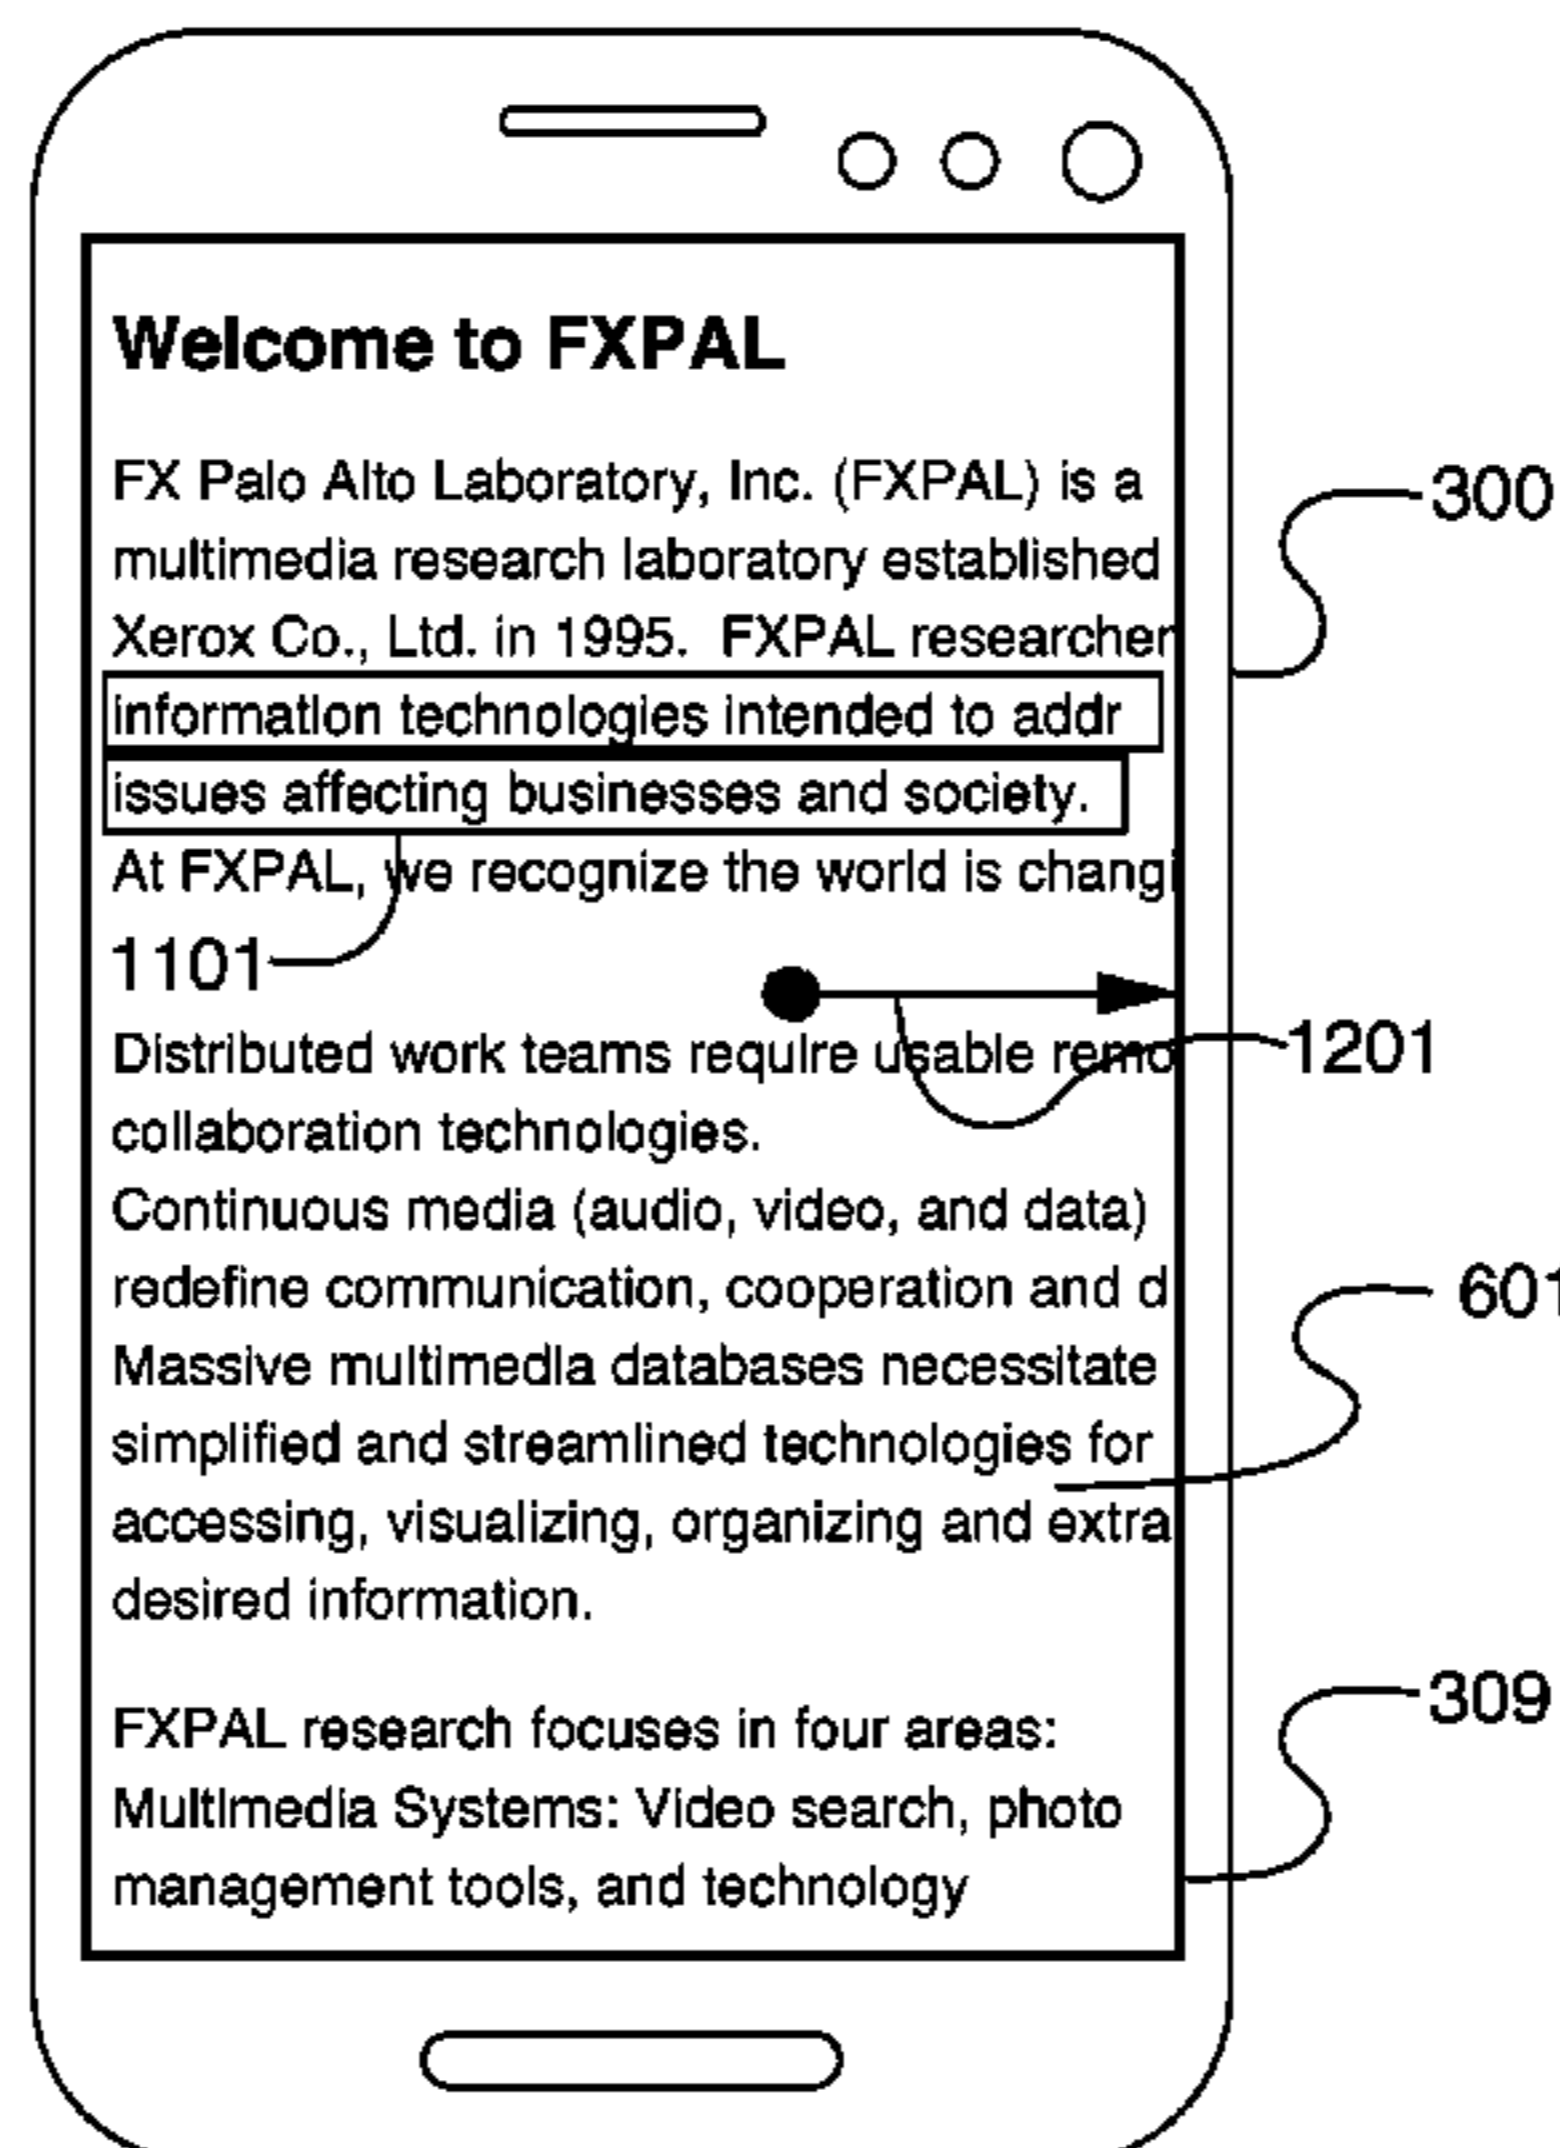 Welcome to FXPAL
FX Palo Alto Laboratory, Inc. (FXPAL) is a
multimedia research laboratory established
Xerox Co., Ltd. in 1995.  FXPAL researcher
300
information technologies intended to addr
issues affecting businesses and society.
At FXPAL, we recognize the world is changi
1101
1201
Distributed work teams require usable remo
collaboration technologies.
Continuous media (audio, video, and data)
redefine communication, cooperation and d
601
Massive multimedia databases necessitate
simplified and streamlined technologies for
accessing, visualizing, organizing and extra
desired information.
309
FXPAL research focuses in four areas:
Multimedia Systems: Video search, photo
management tools, and technology